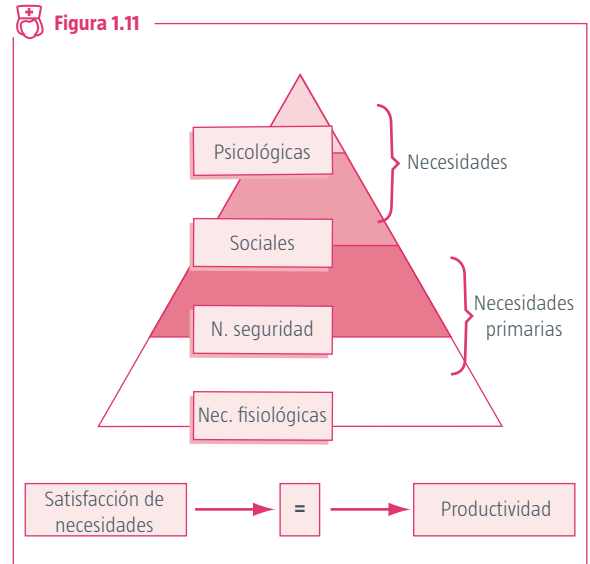 Figura 1.11
Psicológicas
Necesidades
Sociales
Necesidades
primarias
N. seguridad
Nec. fisiológicas
Satisfacción de
necesidades
=
Productividad